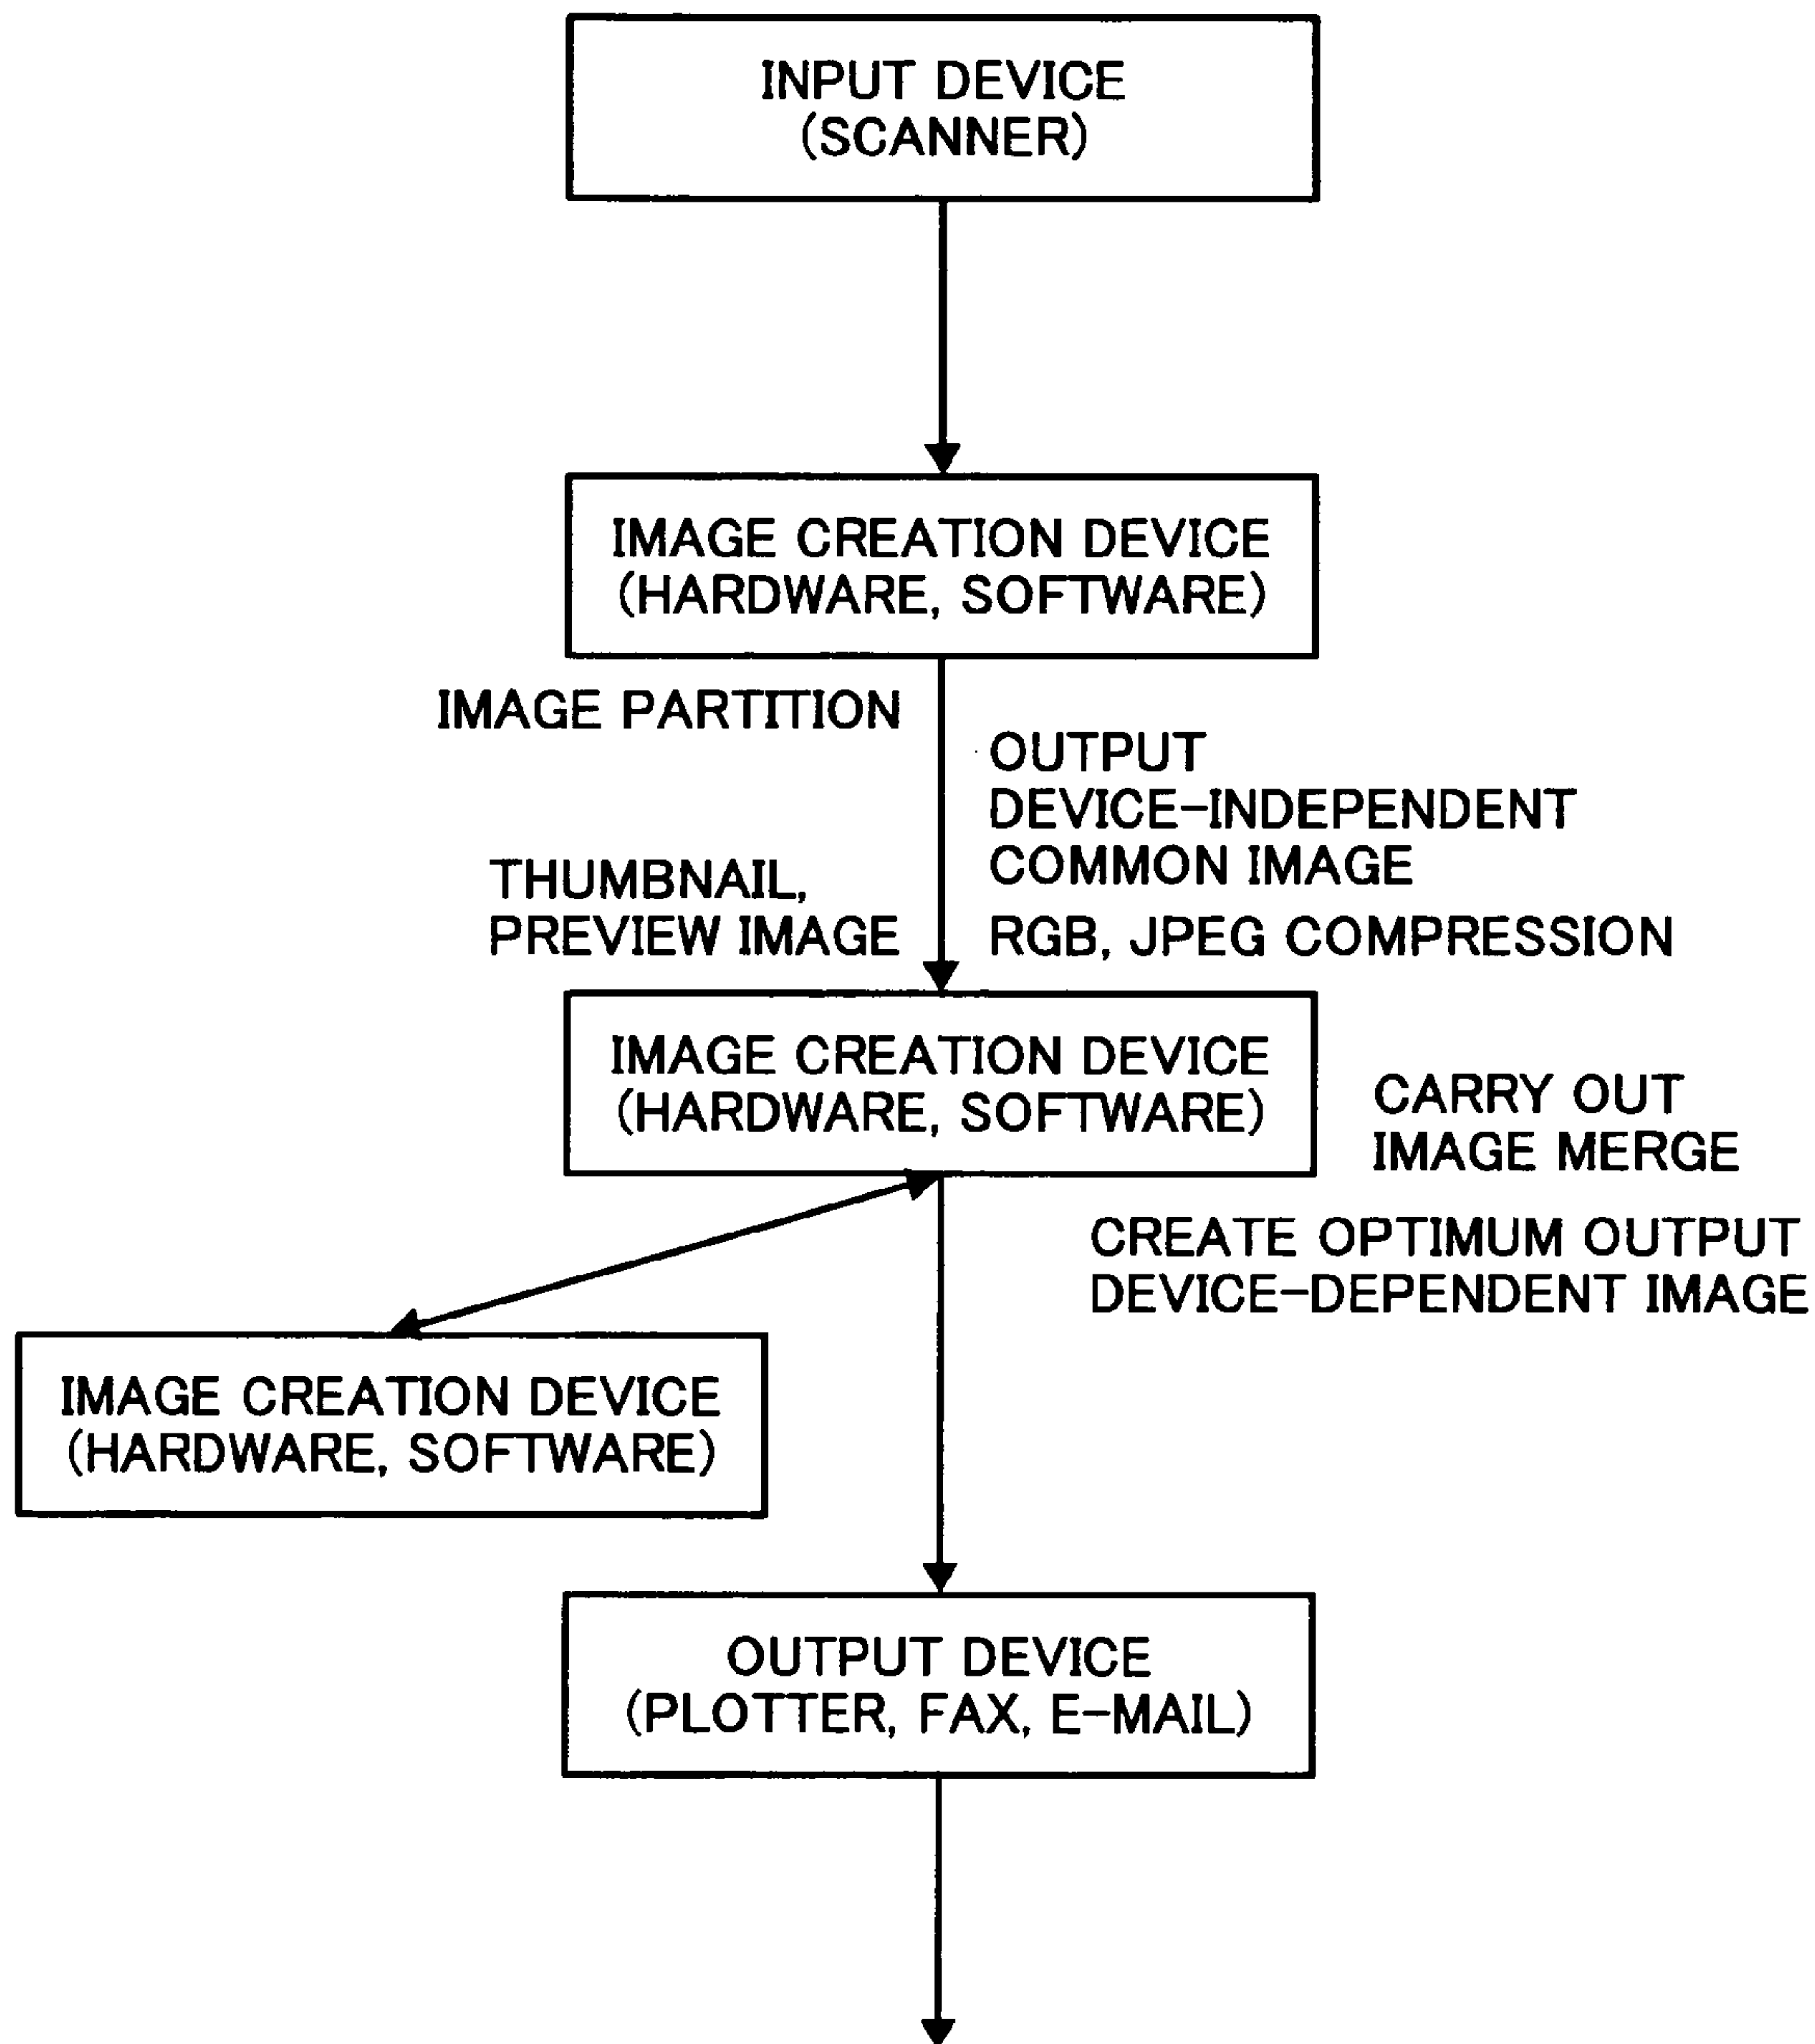 INPUT DEVICE
(SCANNER)
IMAGE CREATION DEVICE
(HARDWARE, SOFTWARE)
IMAGE PARTITION
OUTPUT
DEVICE-INDEPENDENT
COMMON IMAGE
THUMBNAIL,
PREVIEW IMAGE
RGB, JPEG COMPRESSION
IMAGE CREATION DEVICE
(HARDWARE, SOFTWARE)
CARRY OUT
IMAGE MERGE
CREATE OPTIMUM OUTPUT
DEVICE-DEPENDENT IMAGE
IMAGE CREATION DEVICE
(HARDWARE, SOFTWARE)
OUTPUT DEVICE
(PLOTTER, FAX, E-MAIL)